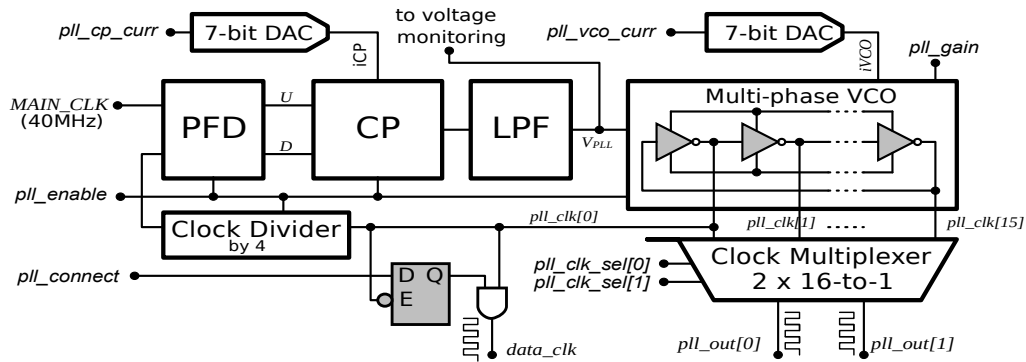 pll_cp_curr
7-bit DAC
iCP
to voltage
monitoring
pll_vco_curr
7-bit DAC
iVCO
pll_gain
MAIN_CLK
(40MHz)
PFD
U
D
CP
LPF
VPLL
Multi-phase VCO
pll_enable
Clock Divider
by 4
pll_clk[0]
pll_clk[1]
pll_clk[15]
pll_connect
D Q
E
data_clk
pll_clk_sel[0]
pll_clk_sel[1]
Clock Multiplexer
2 x 16-to-1
pll_out[0]
pll_out[1]